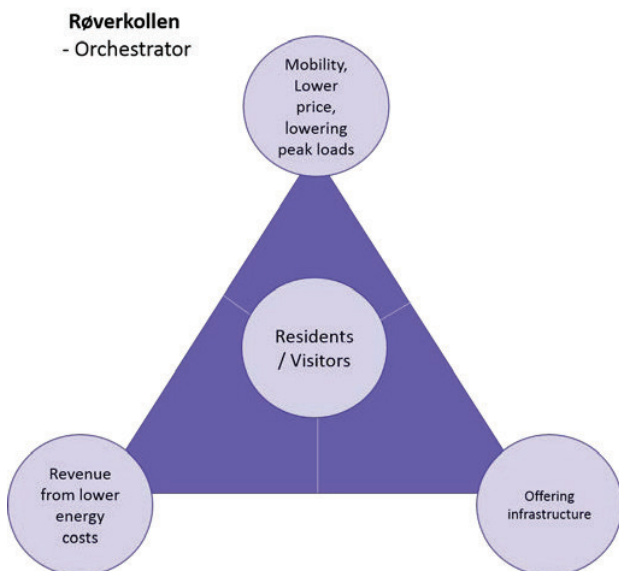 Røverkollen
- Orchestrator
Mobility,
Lower
price,
lowering
peak loads
Residents
/ Visitors
Revenue
from lower
energy
costs
Offering
infrastructure